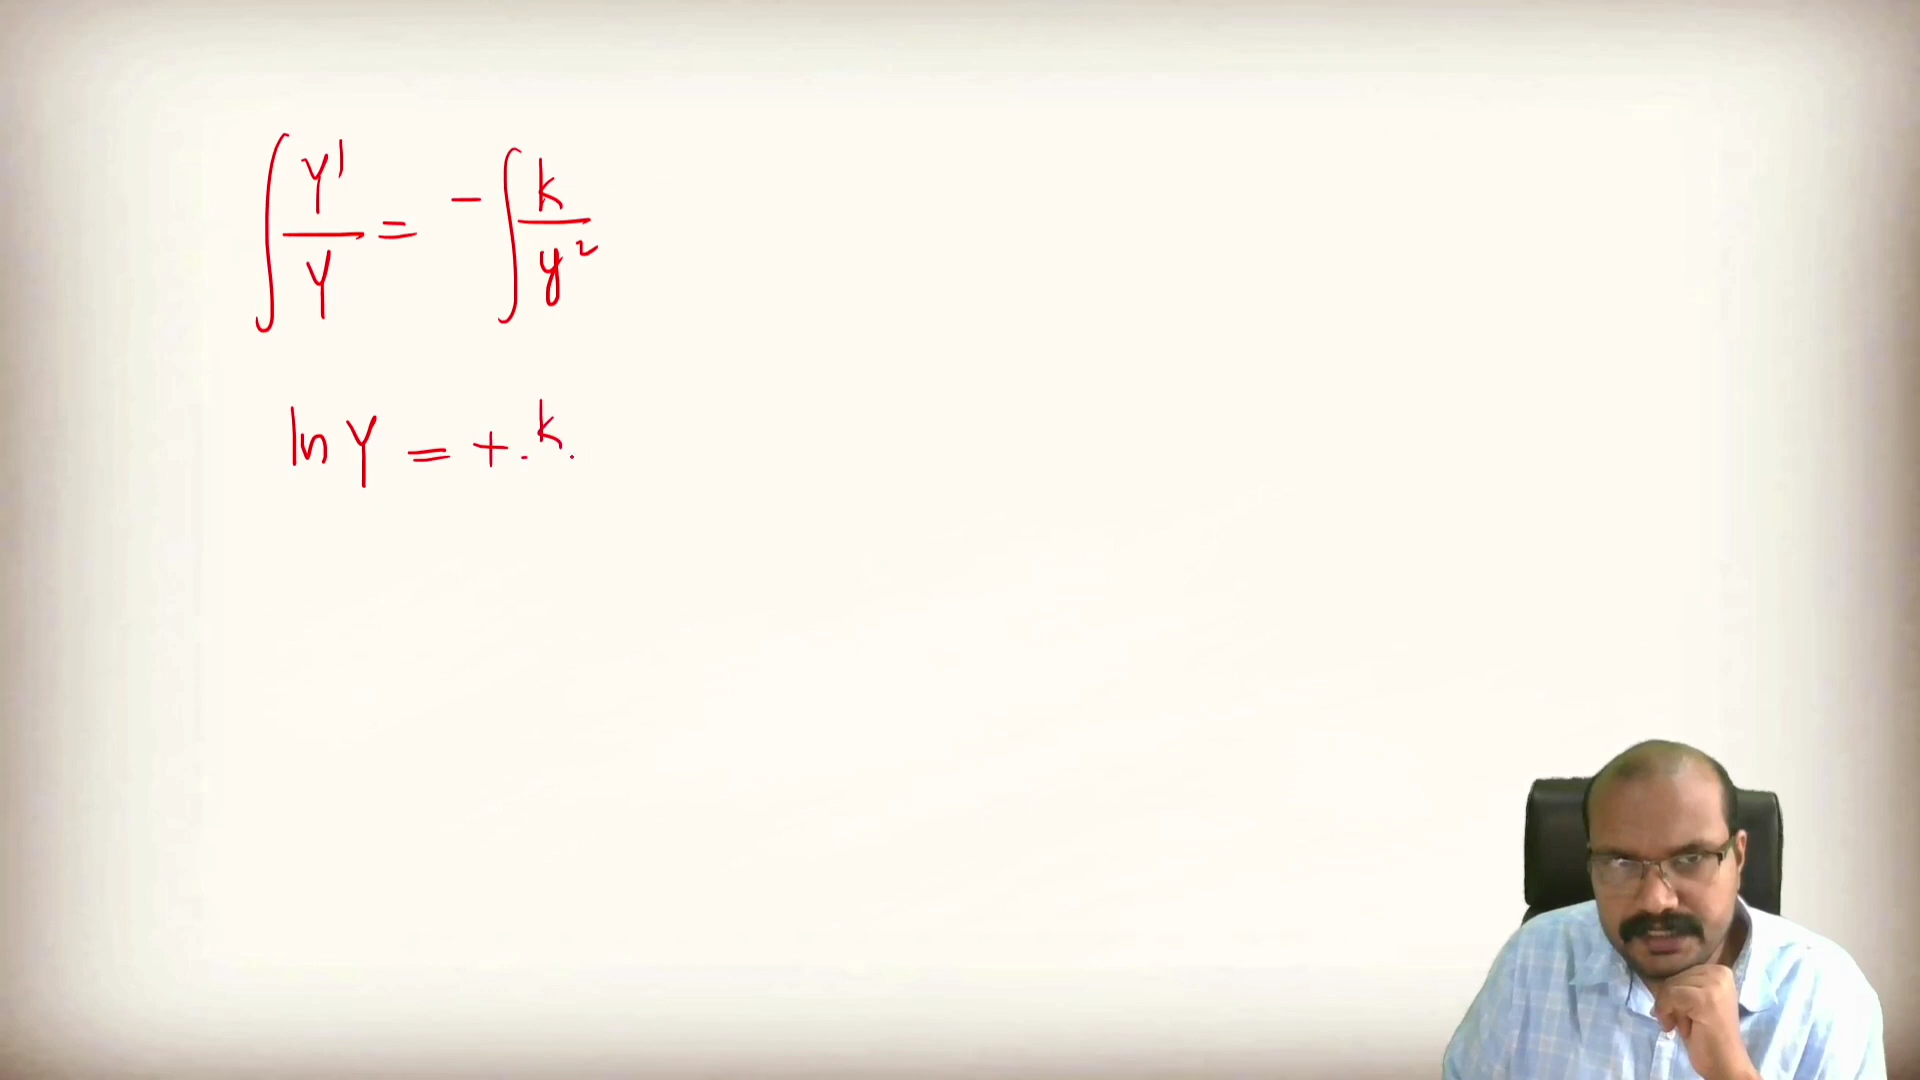 ∫ Y' / Y = - ∫ k / y²
ln Y = + . k .